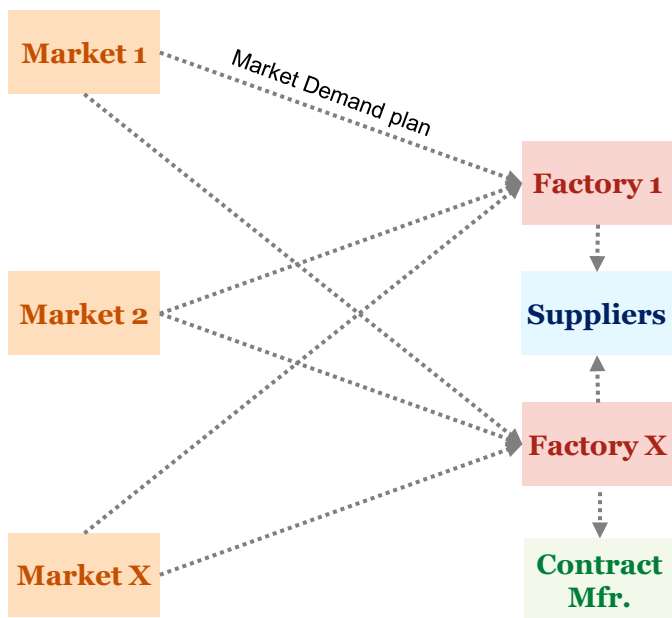 Market 1
Market Demand plan
Factory 1
Market 2
Suppliers
Factory X
Market X
Contract
Mfr.